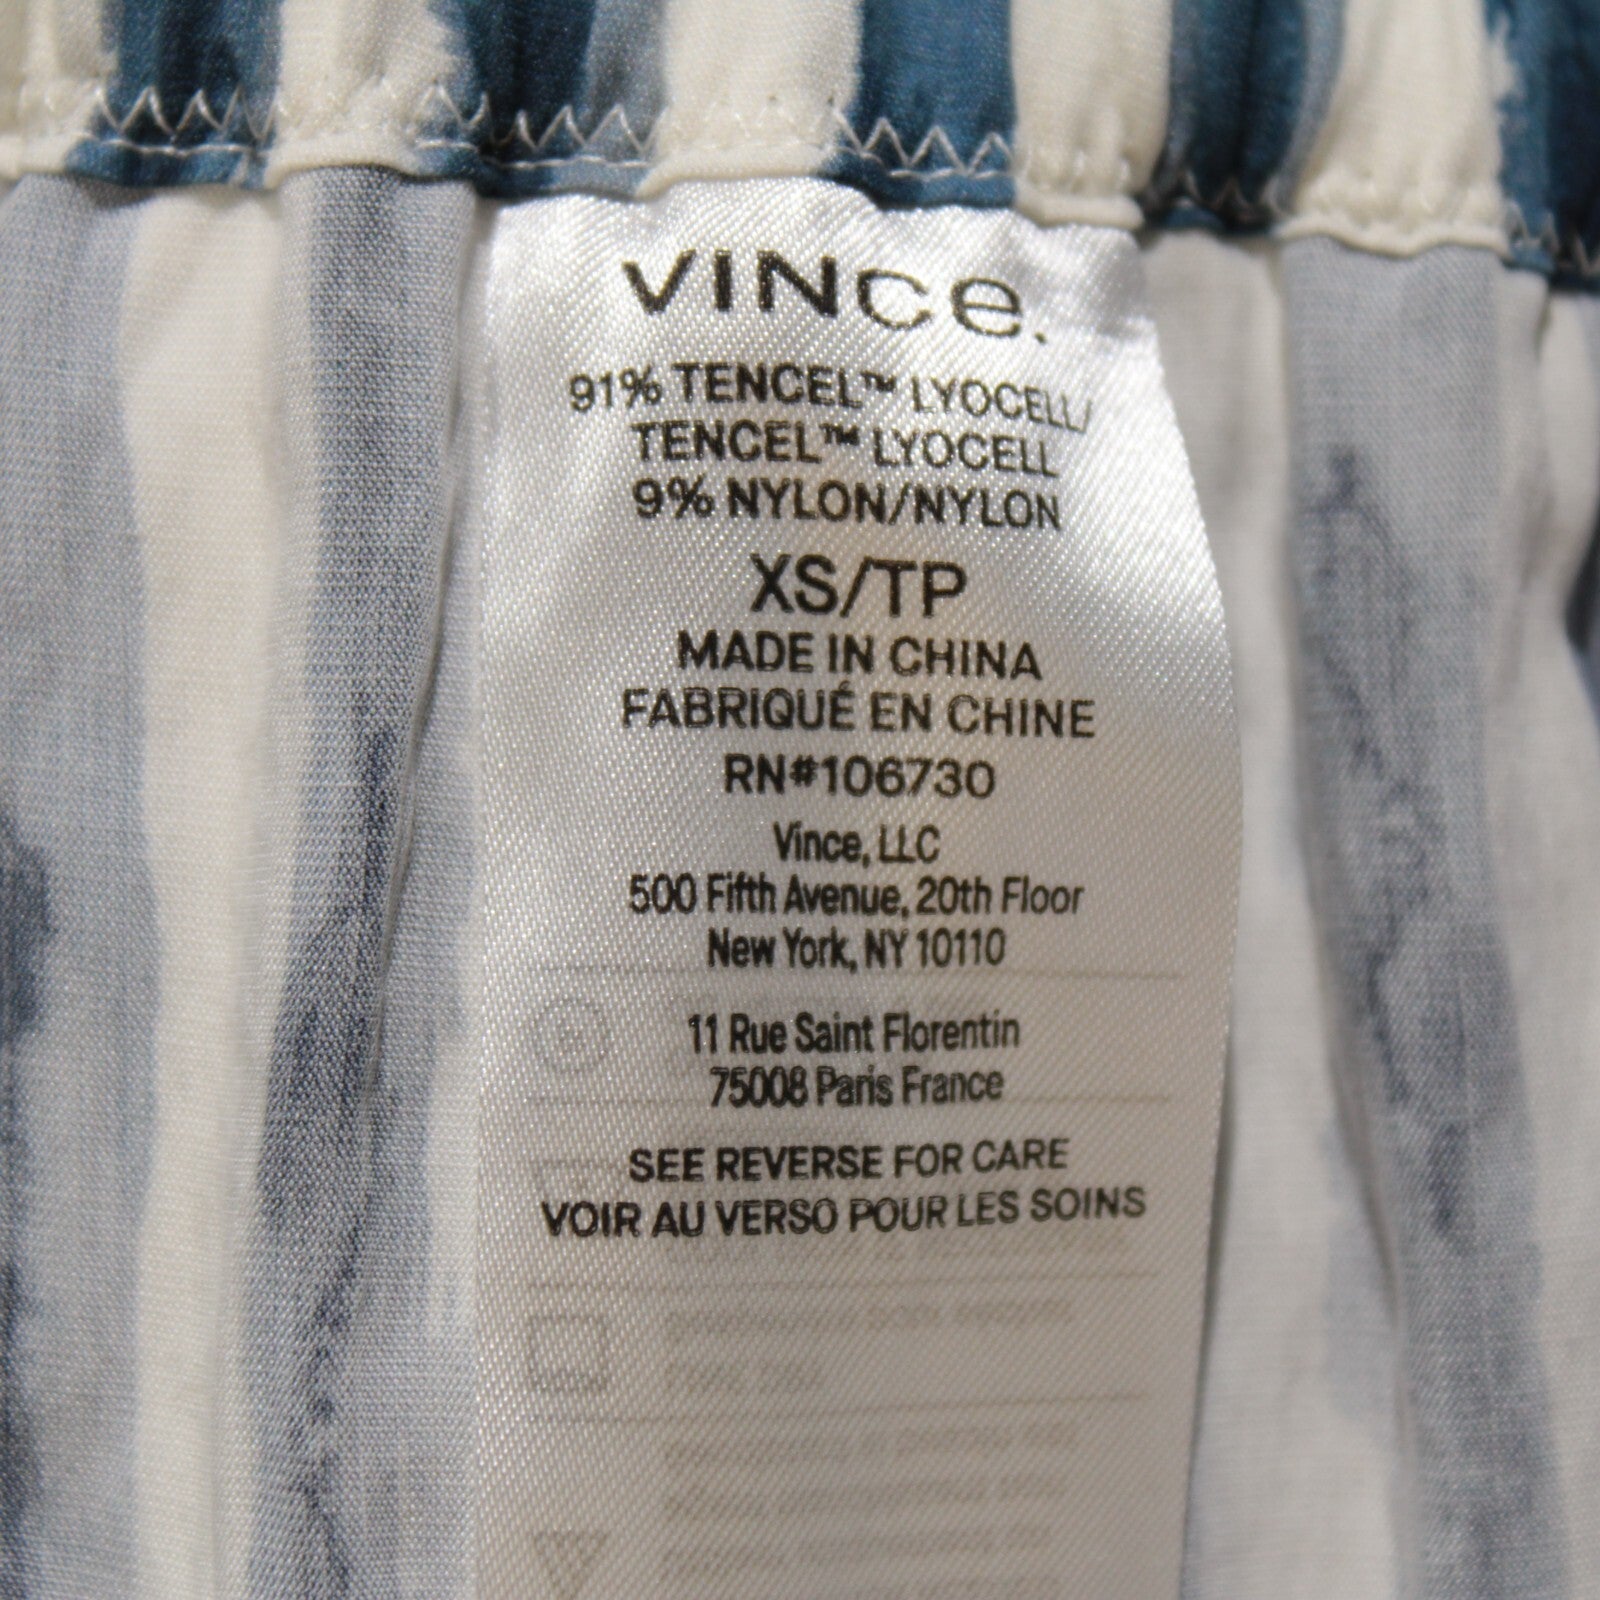 VINce.
91% TENCEL™ LYOCELL/
TENCEL™ LYOCELL
9% NYLON/NYLON
XS/TP
MADE IN CHINA
FABRIQUÉ EN CHINE
RN#106730
Vince, LLC
500 Fifth Avenue, 20th Floor
New York, NY 10110
11 Rue Saint Florentin
75008 Paris France
SEE REVERSE FOR CARE
VOIR AU VERSO POUR LES SOINS